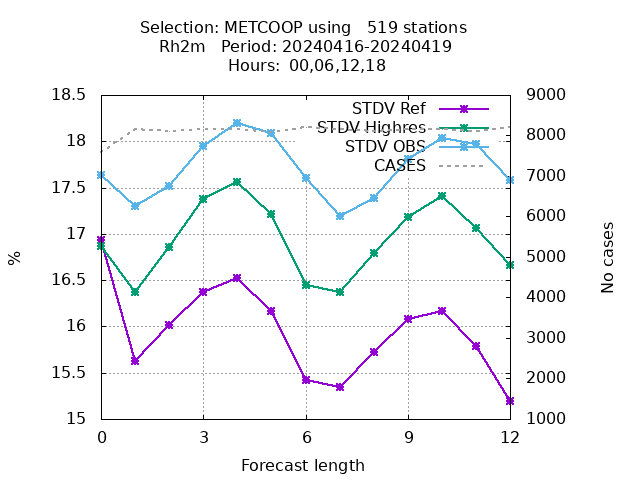 Selection: METCOOP using   519 stations
Rh2m   Period: 20240416-20240419
Hours:  00,06,12,18
STDV Ref
STDV Highres
STDV OBS
CASES
18.5
18
17.5
17
16.5
16
15.5
15
9000
8000
7000
6000
5000
4000
3000
2000
1000
%
No cases
0 3 6 9 12
Forecast length